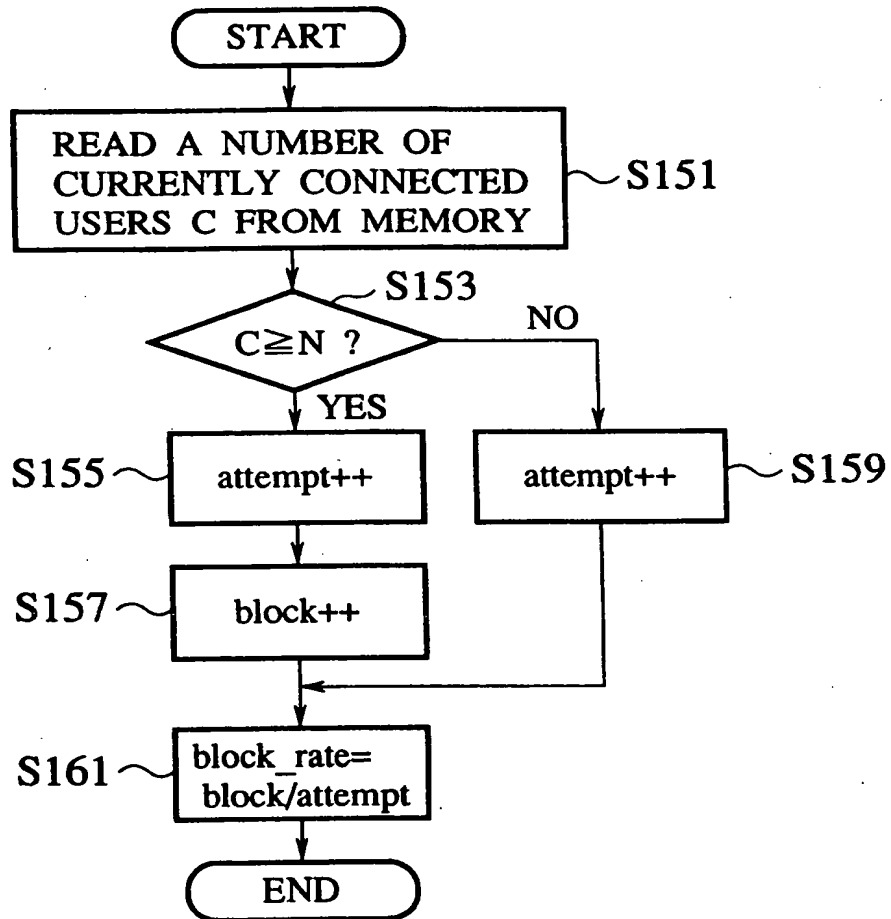 START
READ A NUMBER OF
CURRENTLY CONNECTED
USERS C FROM MEMORY
S151
S153
C≧N ?
NO
YES
S155
attempt++
attempt++
S159
S157
block++
S161
block_rate=
block/attempt
END